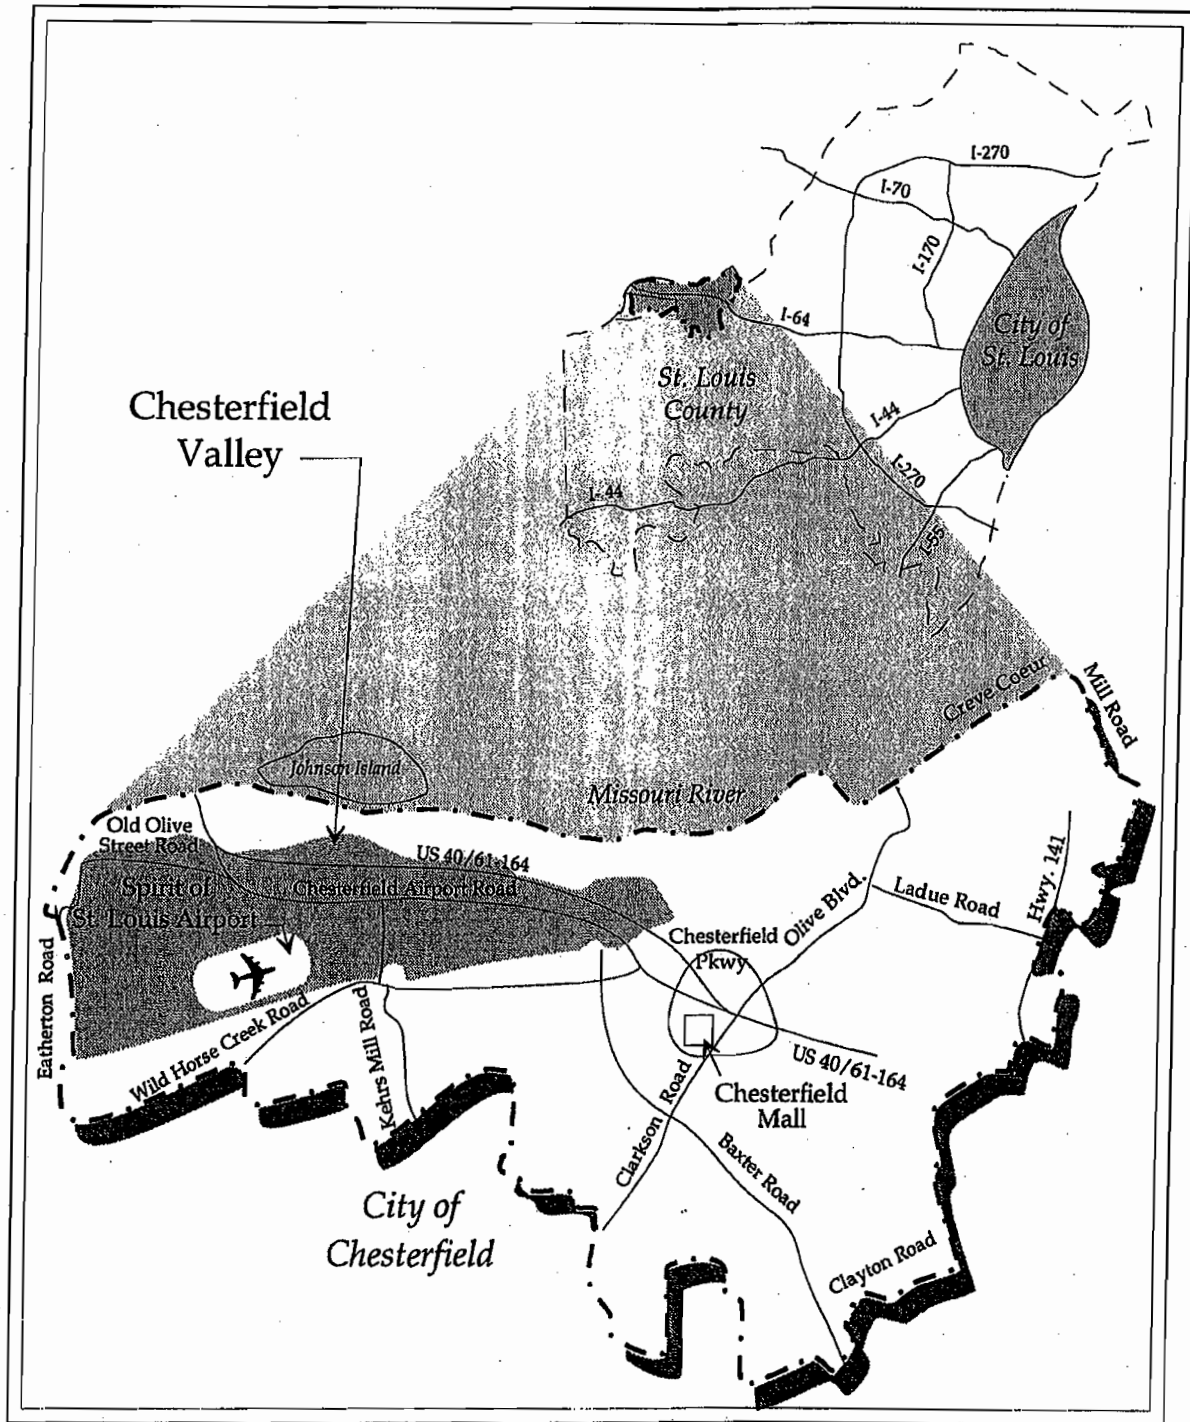 I-270
I-70
I-170
I-64
City of
St. Louis
St. Louis
County
Chesterfield
Valley
I-44
I-270
I-44
I-55
Creve Coeur
Mill Road
Johnson Island
Missouri River
Old Olive
Street Road
US 40/61-164
Spirit of
St. Louis Airport
Chesterfield Airport Road
Olive Blvd.
Ladue Road
Hwy. 141
Chesterfield
Pkwy
Eatherton Road
Wild Horse Creek Road
Kehrs Mill Road
US 40/61-164
Chesterfield
Mall
Clarkson Road
Baxter Road
City of
Chesterfield
Clayton Road